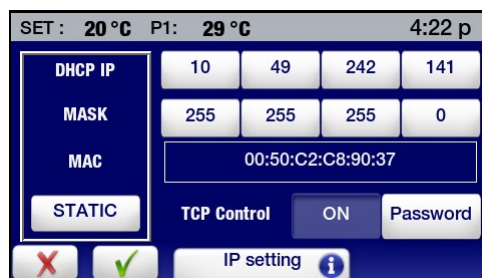 SET : 20 °C P1: 29 °C 4:22 p
DHCP IP 10 49 242 141
MASK 255 255 255 0
MAC 00:50:C2:C8:90:37
STATIC TCP Control ON Password
IP setting i